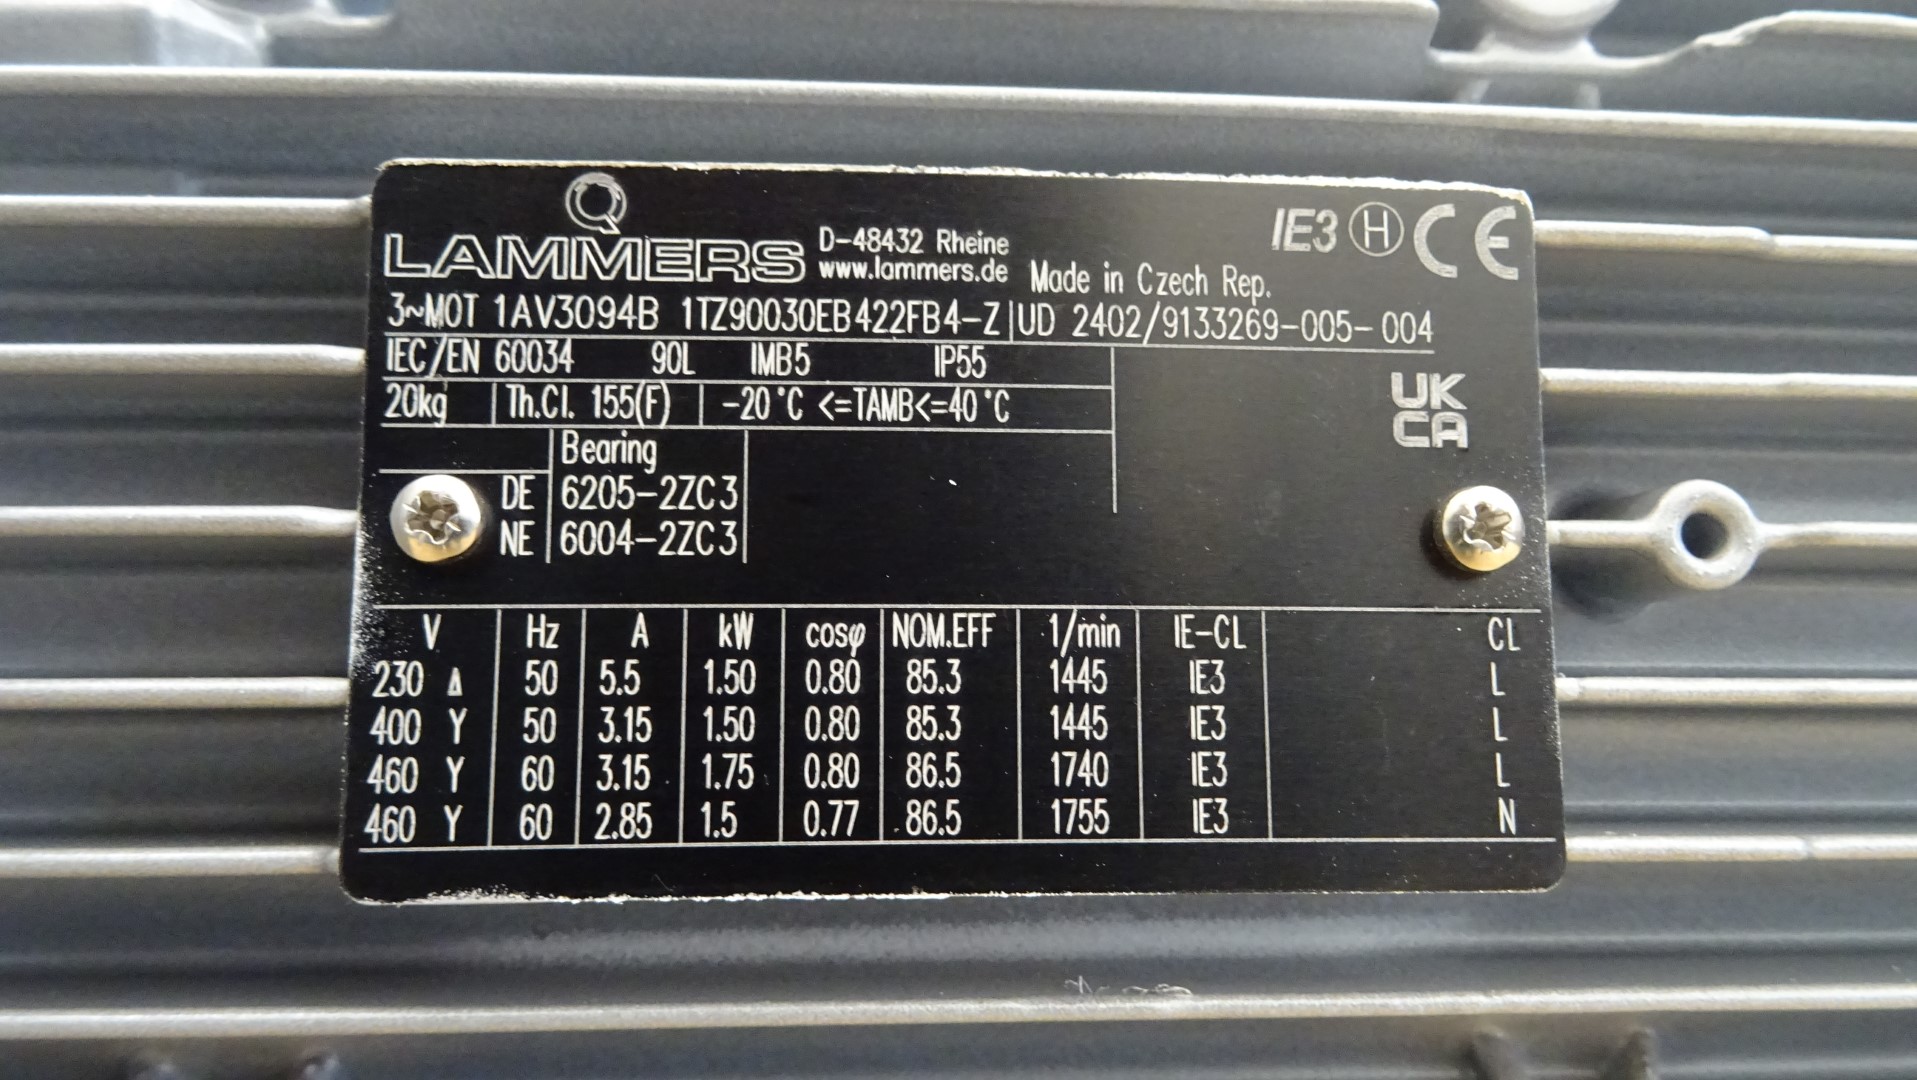 LAMMERS D-48432 Rheine IE3 H CE
www.lammers.de Made in Czech Rep.
3~MOT 1AV3094B 1TZ90030EB422FB4-Z UD 2402/9133269-005-004
IEC/EN 60034 90L IMB5 IP55
UK
CA
20kg Th.Cl. 155(F) -20°C <=TAMB<=40°C
Bearing
DE 6205-2ZC3
NE 6004-2ZC3
V Hz A kW cosφ NOM.EFF 1/min IE-CL CL
230 Δ 50 5.5 1.50 0.80 85.3 1445 IE3 L
400 Y 50 3.15 1.50 0.80 85.3 1445 IE3 L
460 Y 60 3.15 1.75 0.80 86.5 1740 IE3 L
460 Y 60 2.85 1.5 0.77 86.5 1755 IE3 N